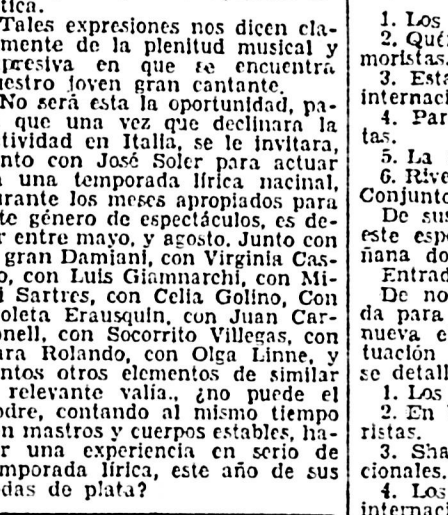 tica.
Tales expresiones nos dicen cla-
mente de la plenitud musical y
presiva en que se encuentra
uestro joven gran cantante.
No será esta la oportunidad, pa-
que una vez que declinara la
tividad en Italia, se le invitara,
nto con José Soler para actuar
una temporada lírica nacinal,
urante los meses apropiados para
te género de espectáculos, es de-
r entre mayo, y agosto. Junto con
gran Damiani, con Virginia Cas-
o, con Luis Giamnarchi, con Mi-
i Sartres, con Celia Golino, Con
oleta Erausquin, con Juan Car-
onell, con Socorrito Villegas, con
ara Rolando, con Olga Linne, y
ntos otros elementos de similar
relevante valía., ¿no puede el
odre, contando al mismo tiempo
n mastros y cuerpos estables, ha-
r una experiencia en serio de
mporada lírica, este año de sus
das de plata?
1. Los
2. Qué
moristas.
3. Esta
internaci
4. Par
tas.
5. La
6. Rive
Conjunto
De sus
este espe
ñana do
Entrad
De no
da para
nueva e
tuación
se detall
1. Los
2. En
ristas.
3. Sha
cionales.
4. Los
internaci